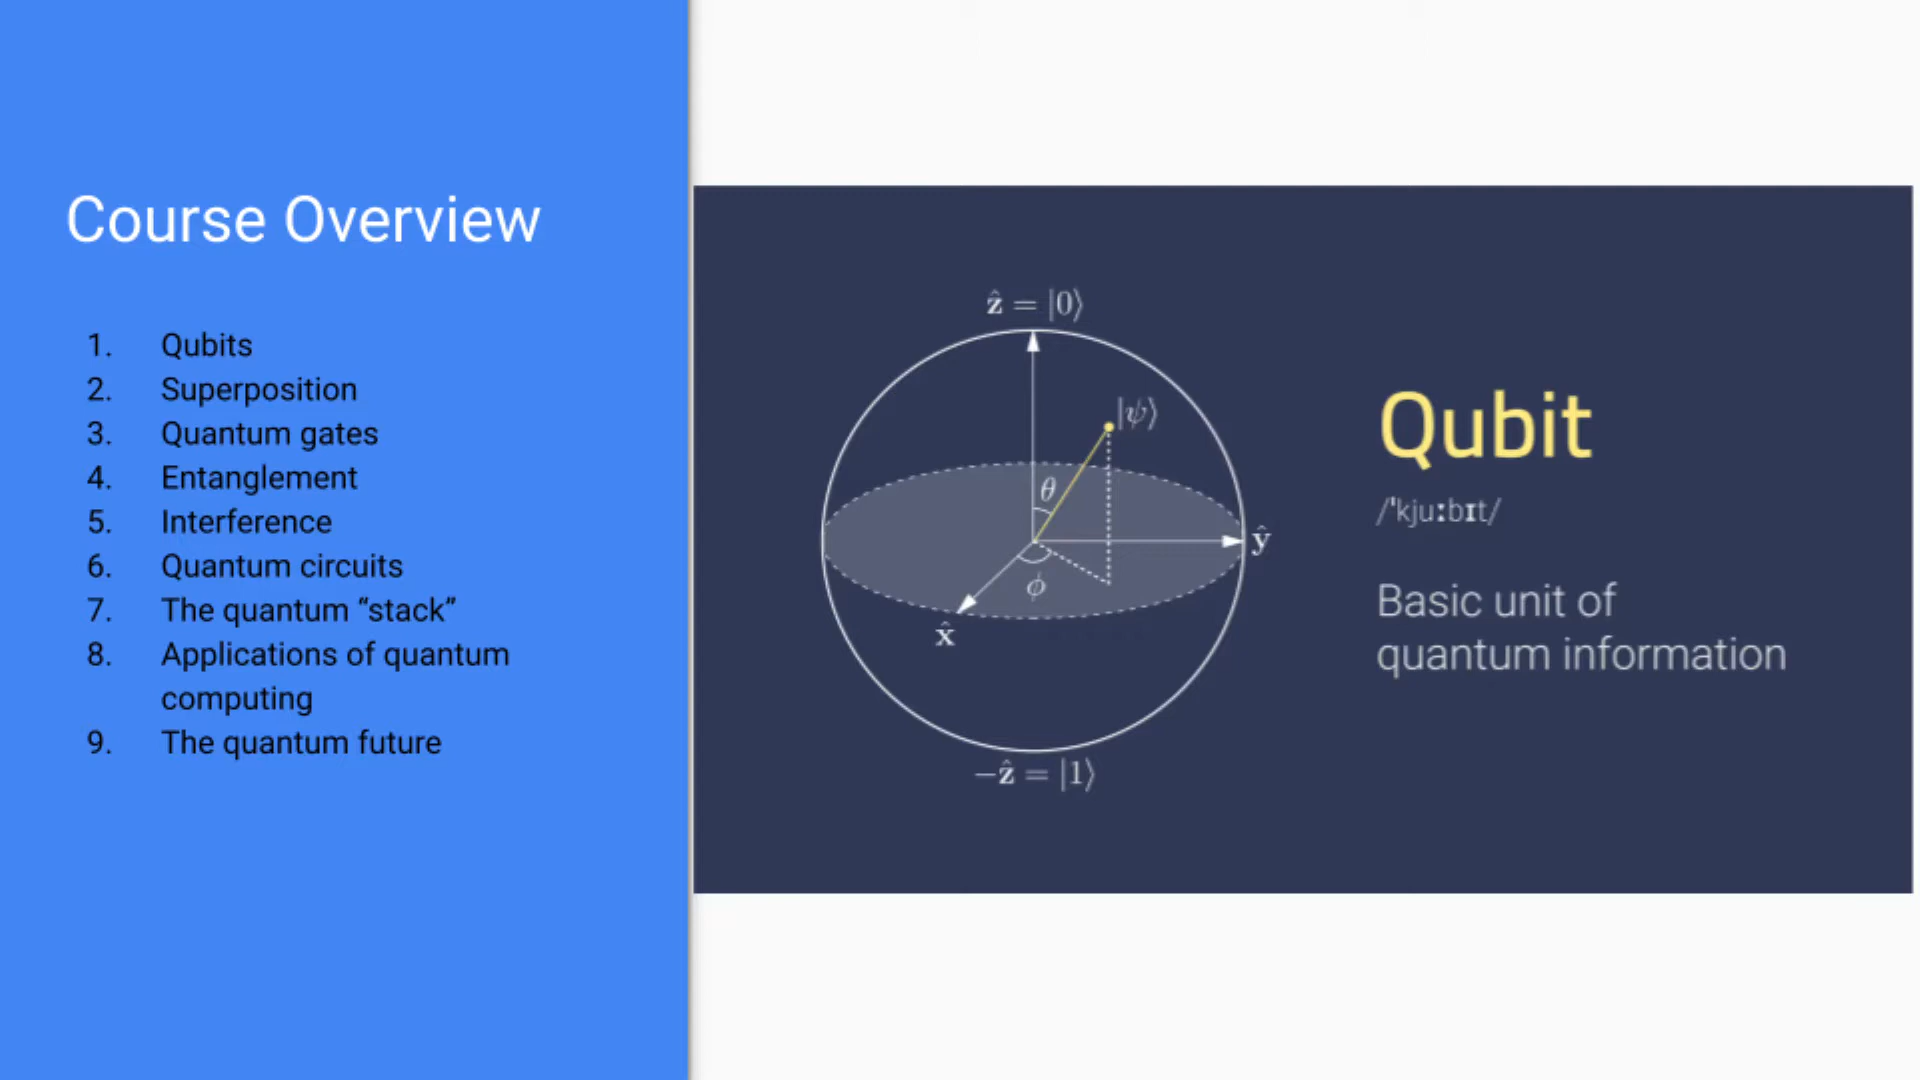 Course Overview
1. Qubits
2. Superposition
3. Quantum gates
4. Entanglement
5. Interference
6. Quantum circuits
7. The quantum “stack”
8. Applications of quantum
computing
9. The quantum future
ẑ = |0⟩
|ψ⟩
θ
ŷ
ϕ
x̂
−ẑ = |1⟩
Qubit
/ˈkjuːbɪt/
Basic unit of
quantum information